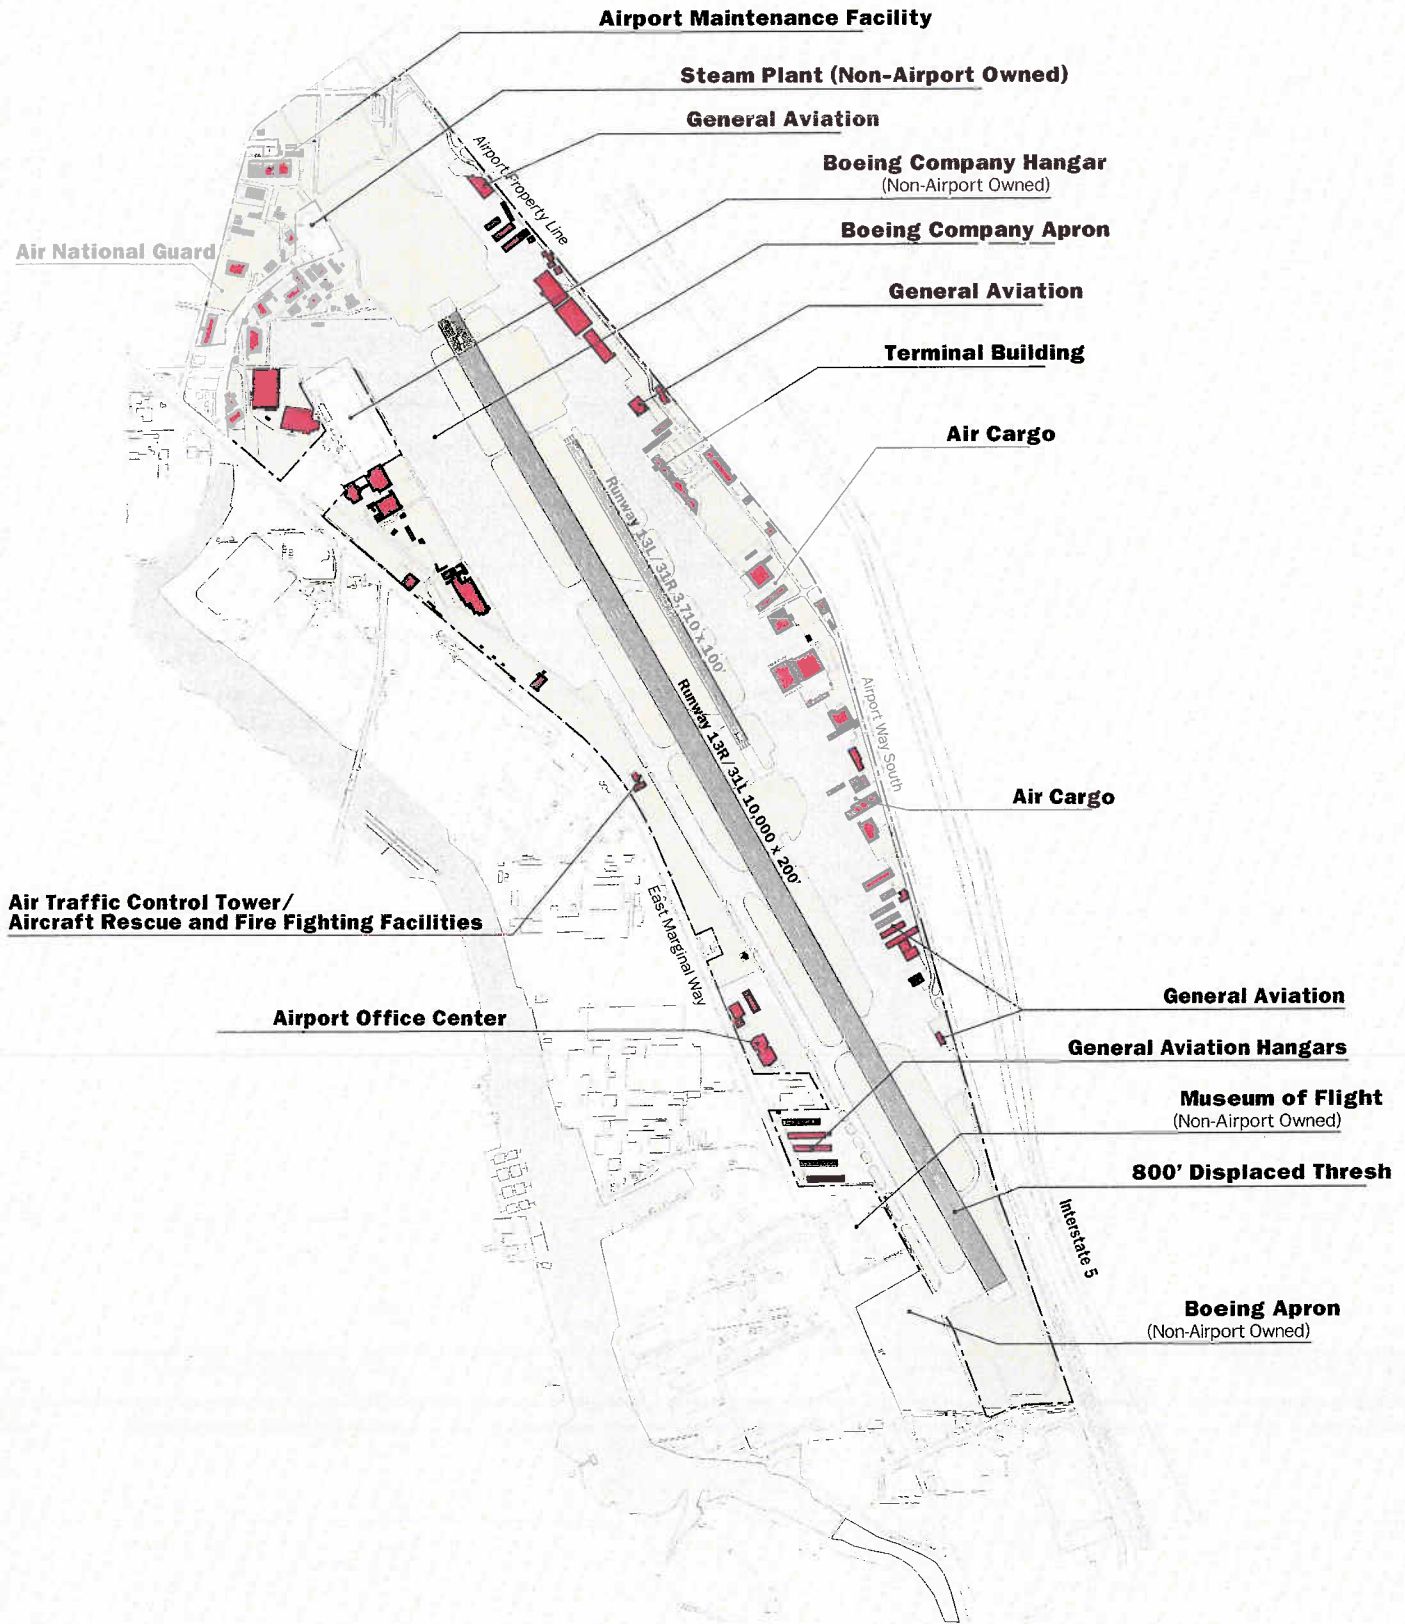 Airport Maintenance Facility
Steam Plant (Non-Airport Owned)
General Aviation
Airport Property Line
Boeing Company Hangar
(Non-Airport Owned)
Boeing Company Apron
Air National Guard
General Aviation
Terminal Building
Air Cargo
Runway 13L/31R 3,710' x 100'
Runway 13R/31L 10,000 x 200'
Airport Way South
Air Cargo
Air Traffic Control Tower/
Aircraft Rescue and Fire Fighting Facilities
East Marginal Way
General Aviation
Airport Office Center
General Aviation Hangars
Museum of Flight
(Non-Airport Owned)
800' Displaced Thresh
Interstate 5
Boeing Apron
(Non-Airport Owned)